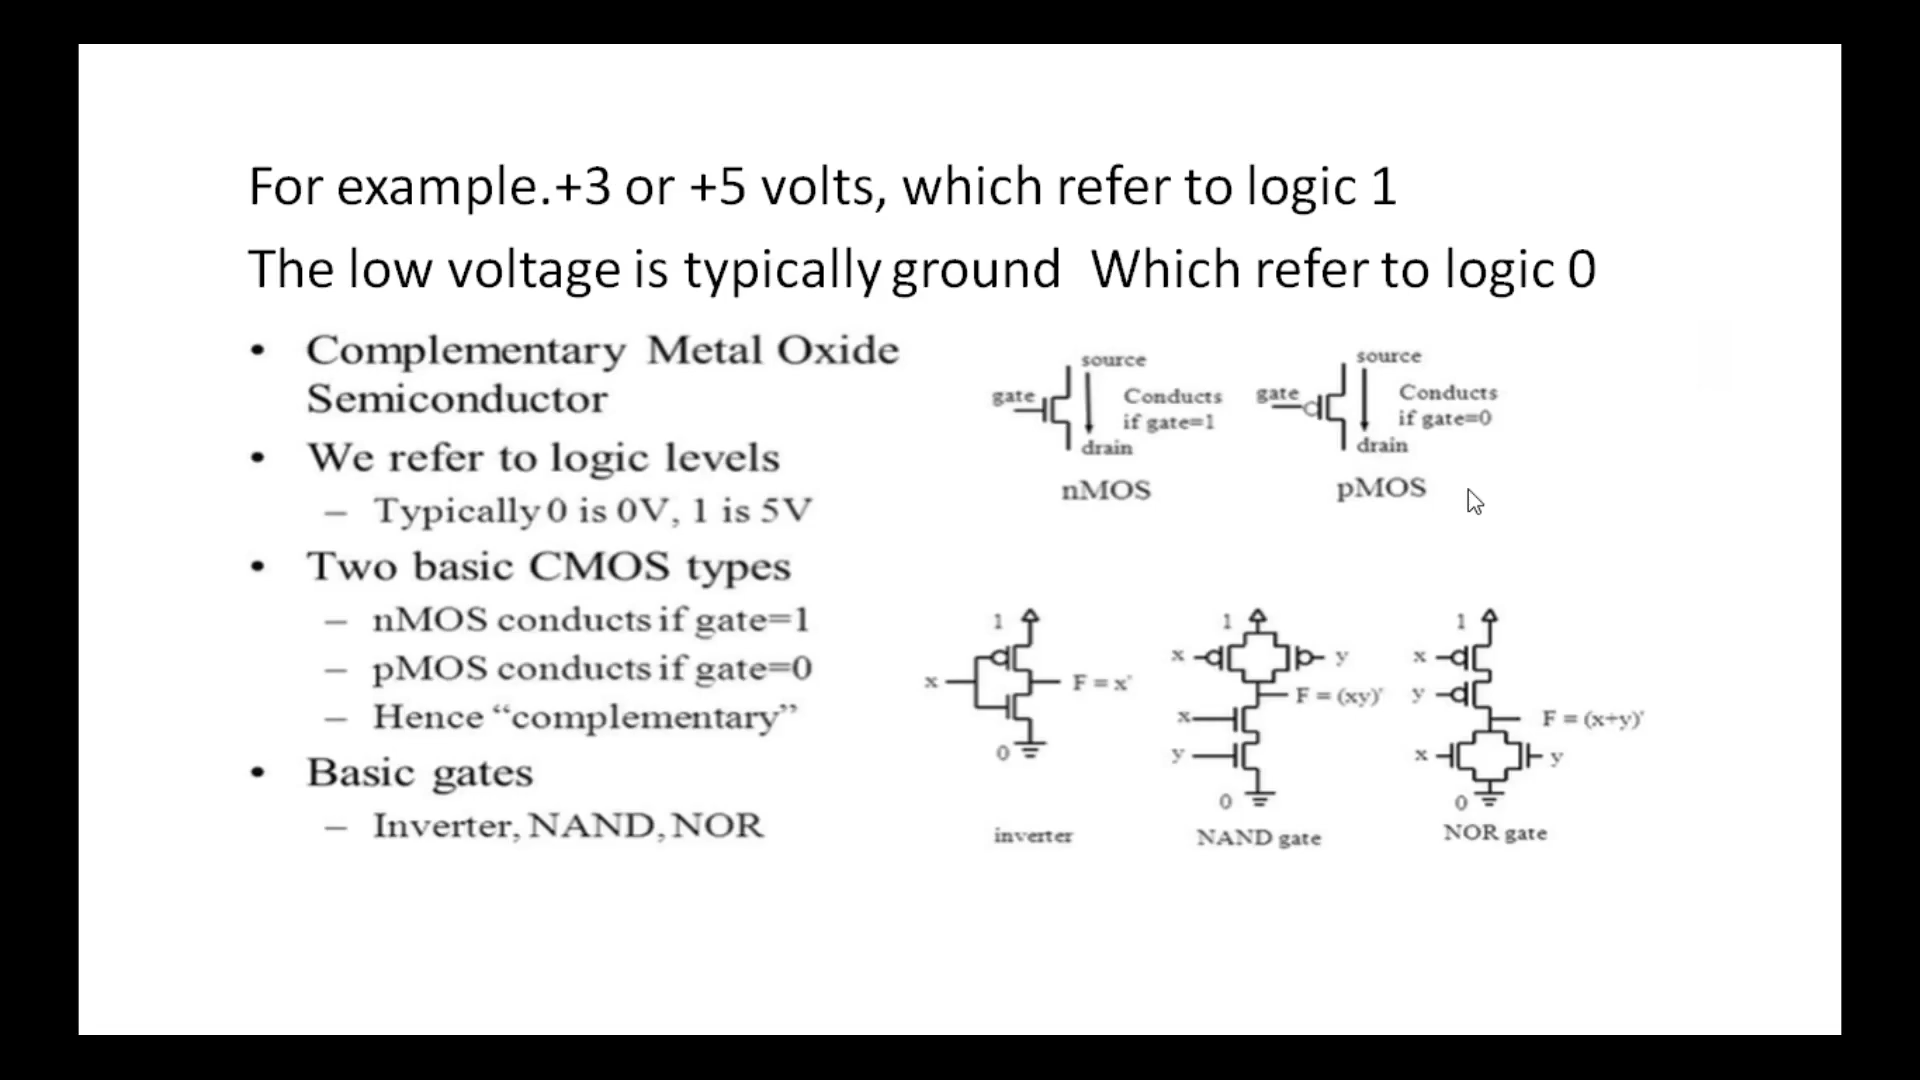 For example.+3 or +5 volts, which refer to logic 1
The low voltage is typically ground Which refer to logic 0
• Complementary Metal Oxide
Semiconductor
• We refer to logic levels
– Typically 0 is 0V, 1 is 5V
• Two basic CMOS types
– nMOS conducts if gate=1
– pMOS conducts if gate=0
– Hence “complementary”
• Basic gates
– Inverter, NAND, NOR
source
gate
Conducts
if gate=1
drain
nMOS
source
gate
Conducts
if gate=0
drain
pMOS
1
x
F = x'
0
inverter
1
x
y
F = (xy)'
x
y
0
NAND gate
1
x
y
F = (x+y)'
x
y
0
NOR gate